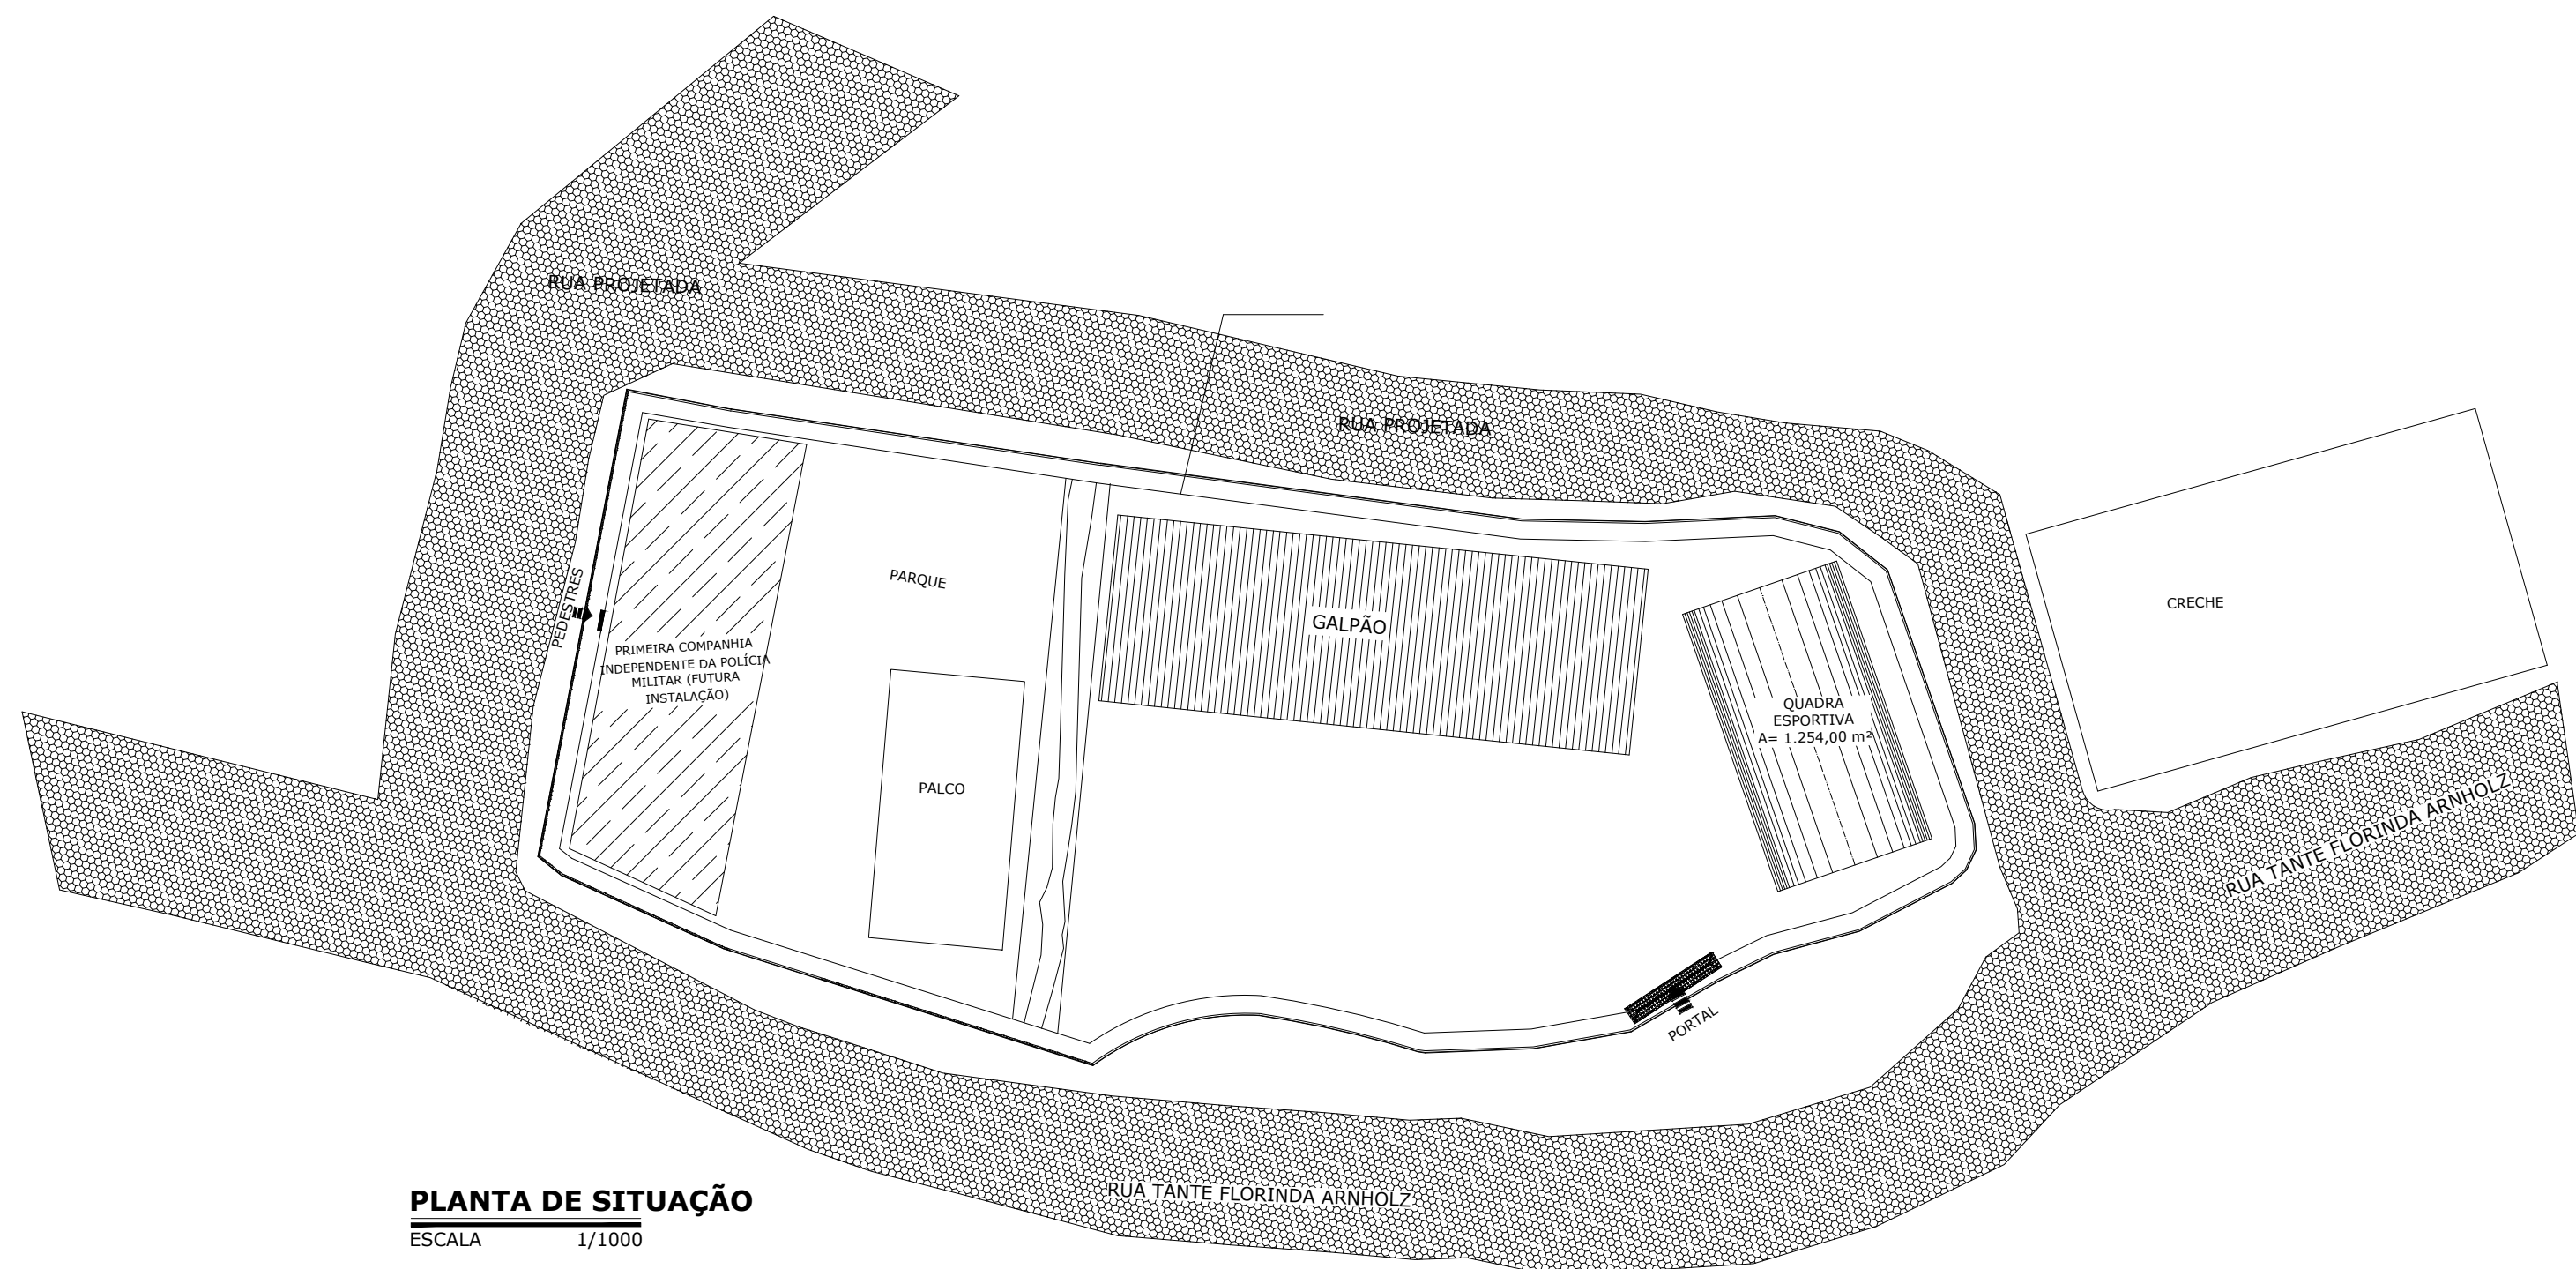 RUA PROJETADA
RUA PROJETADA
PEDESTRES
PRIMEIRA COMPANHIA
INDEPENDENTE DA POLÍCIA
MILITAR (FUTURA
INSTALAÇÃO)
PARQUE
PALCO
GALPÃO
QUADRA
ESPORTIVA
A= 1.254,00 m²
CRECHE
RUA TANTE FLORINDA ARNHOLZ
PORTAL
RUA TANTE FLORINDA ARNHOLZ
PLANTA DE SITUAÇÃO
ESCALA 1/1000